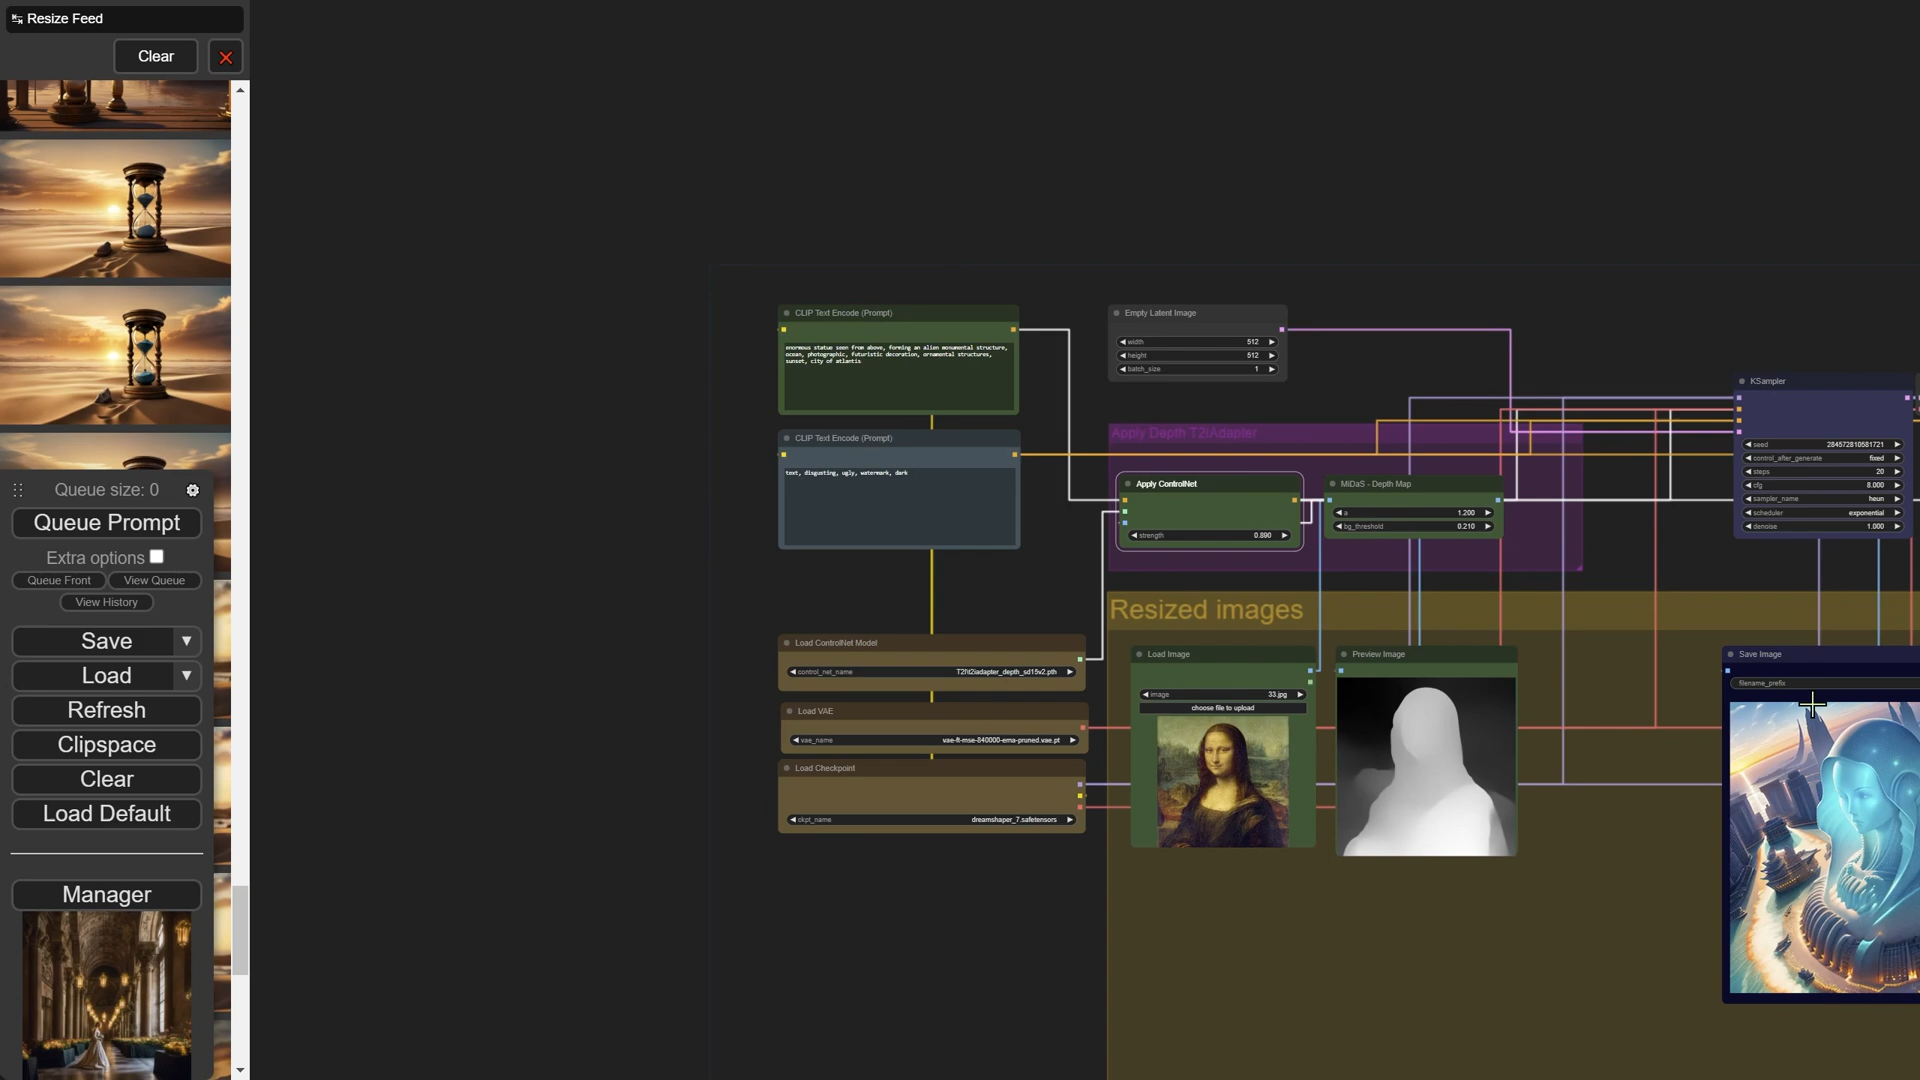 Resize Feed
Clear
Queue size: 0
Queue Prompt
Extra options
Queue Front
View Queue
View History
Save
Load
Refresh
Clipspace
Clear
Load Default
Manager
CLIP Text Encode (Prompt)
enormous statue seen from above, forming an alien monumental structure,
ocean, photographic, futuristic decoration, ornamental structures,
sunset, city of atlantis
CLIP Text Encode (Prompt)
text, disgusting, ugly, watermark, dark
Load ControlNet Model
control_net_name T2I\t2iadapter_depth_sd15v2.pth
Load VAE
vae_name vae-ft-mse-840000-ema-pruned.vae.pt
Load Checkpoint
ckpt_name dreamshaper_7.safetensors
Empty Latent Image
width 512
height 512
batch_size 1
Apply Depth T2IAdapter
Apply ControlNet
strength 0.890
MiDaS - Depth Map
a 1.200
bg_threshold 0.210
Resized images
Load Image
image 33.jpg
choose file to upload
Preview Image
KSampler
seed 284572810581721
control_after_generate fixed
steps 20
cfg 8.000
sampler_name heun
scheduler exponential
denoise 1.000
Save Image
filename_prefix